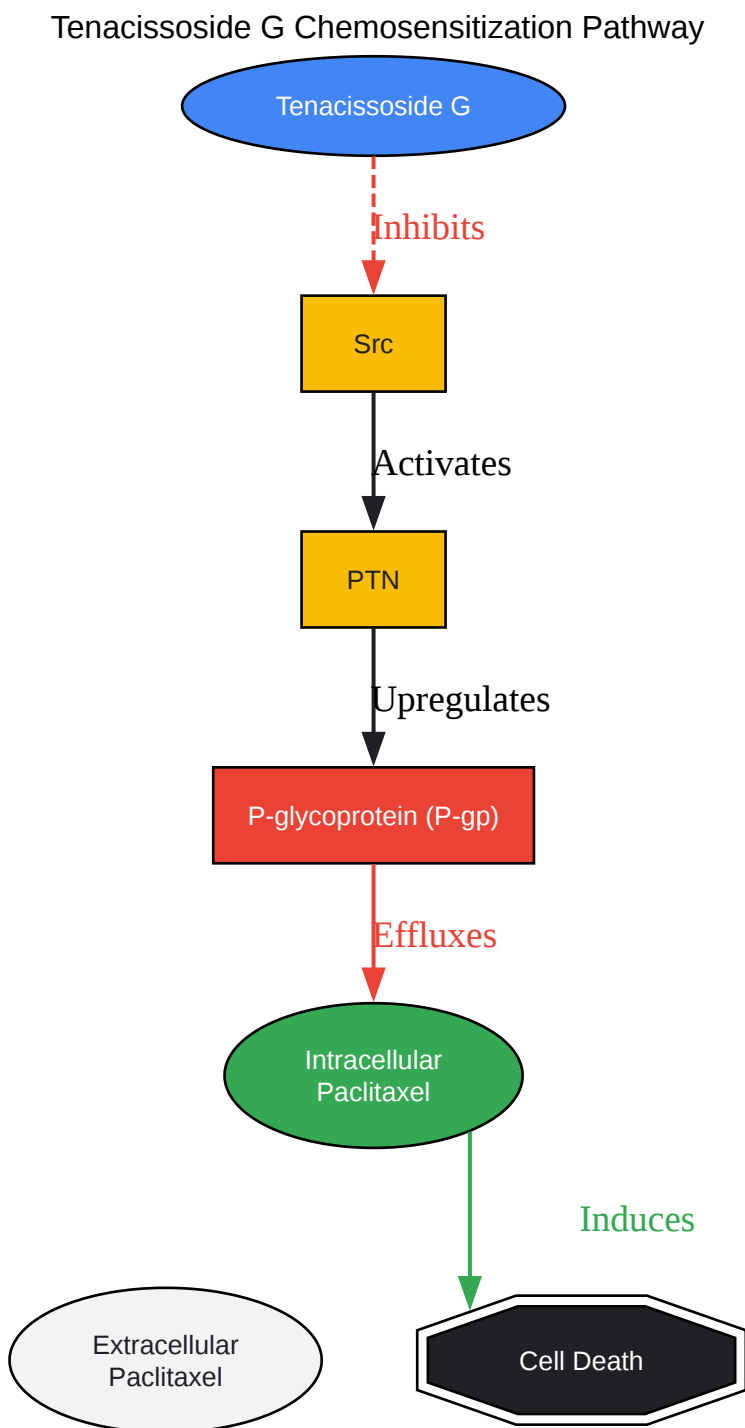 Tenacissoside G Chemosensitization Pathway
Tenacissoside G
Inhibits
Src
Activates
PTN
Upregulates
P-glycoprotein (P-gp)
Effluxes
Intracellular
Paclitaxel
Induces
Extracellular
Paclitaxel
Cell Death